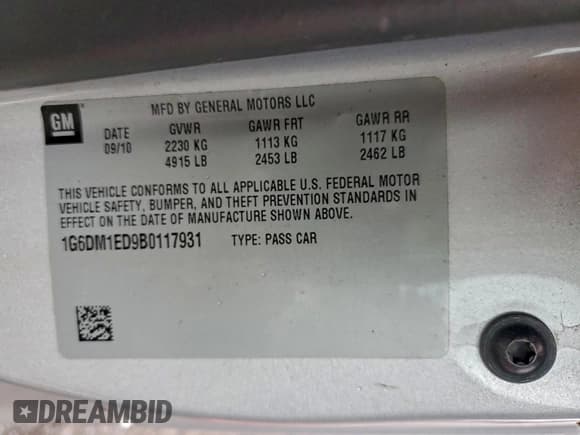 GM
MFD BY GENERAL MOTORS LLC
DATE GVWR GAWR FRT GAWR RR
09/10 2230 KG 1113 KG 1117 KG
4915 LB 2453 LB 2462 LB
THIS VEHICLE CONFORMS TO ALL APPLICABLE U.S. FEDERAL MOTOR
VEHICLE SAFETY, BUMPER, AND THEFT PREVENTION STANDARDS IN
EFFECT ON THE DATE OF MANUFACTURE SHOWN ABOVE.
1G6DM1ED9B0117931 TYPE: PASS CAR
DREAMBID